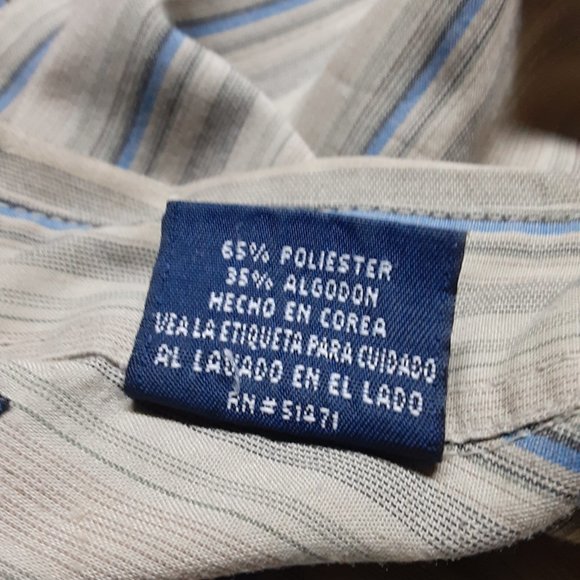 65% POLIESTER
35% ALGODON
HECHO EN COREA
VEA LA ETIQUETA PARA CUIDADO
AL LAVADO EN EL LADO
RN # 51471